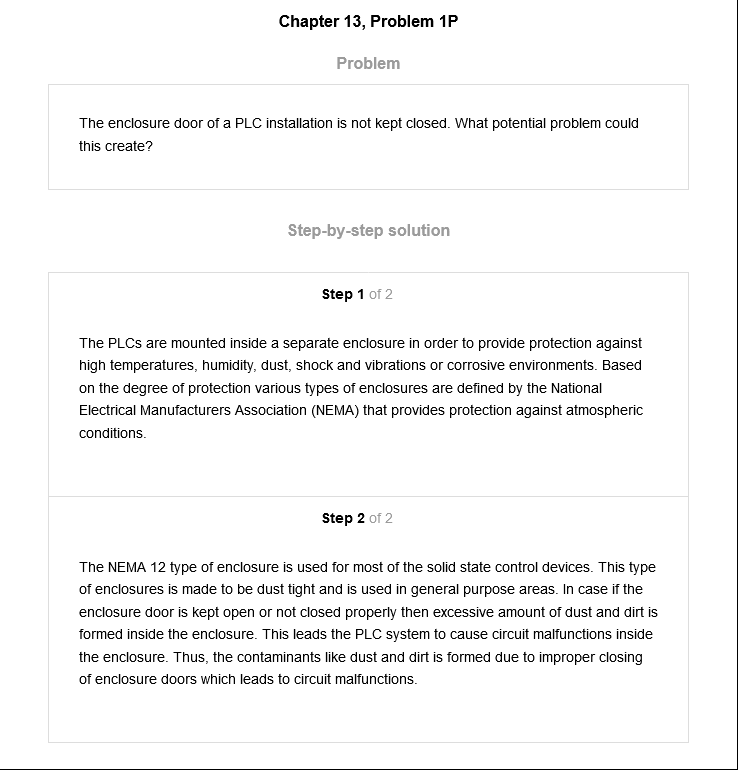 Chapter 13, Problem 1P
Problem
The enclosure door of a PLC installation is not kept closed. What potential problem could
this create?
Step-by-step solution
Step 1 of 2
The PLCs are mounted inside a separate enclosure in order to provide protection against
high temperatures, humidity, dust, shock and vibrations or corrosive environments. Based
on the degree of protection various types of enclosures are defined by the National
Electrical Manufacturers Association (NEMA) that provides protection against atmospheric
conditions.
Step 2 of 2
The NEMA 12 type of enclosure is used for most of the solid state control devices. This type
of enclosures is made to be dust tight and is used in general purpose areas. In case if the
enclosure door is kept open or not closed properly then excessive amount of dust and dirt is
formed inside the enclosure. This leads the PLC system to cause circuit malfunctions inside
the enclosure. Thus, the contaminants like dust and dirt is formed due to improper closing
of enclosure doors which leads to circuit malfunctions.